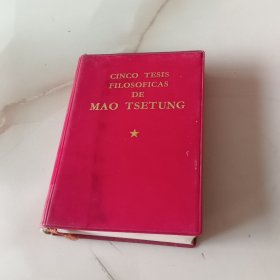 CINCO TESIS
FILOSOFICAS
DE
MAO TSETUNG